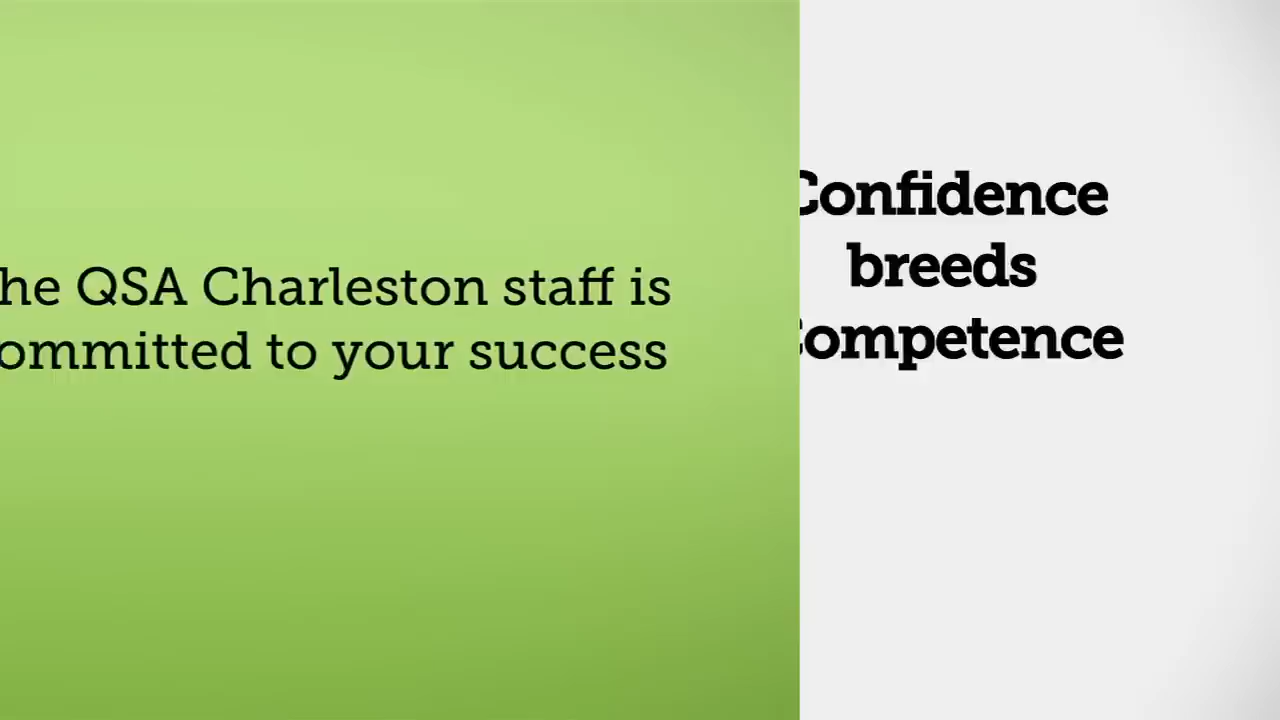 he QSA Charleston staff is
ommitted to your success
Confidence
breeds
Competence